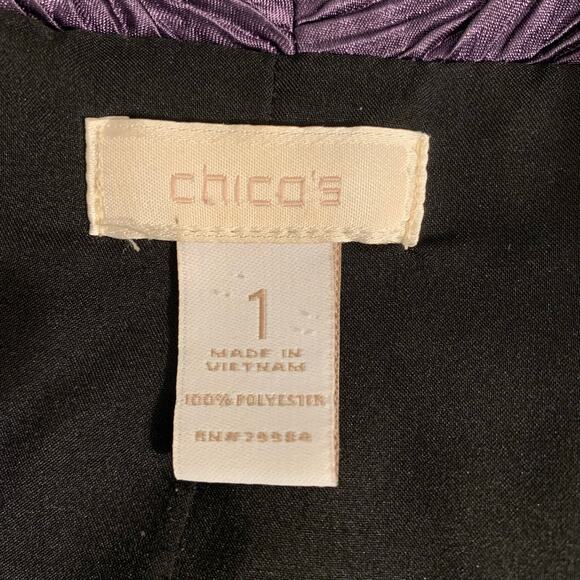 chico's
1
MADE IN
VIETNAM
100% POLYESTER
RN#79984